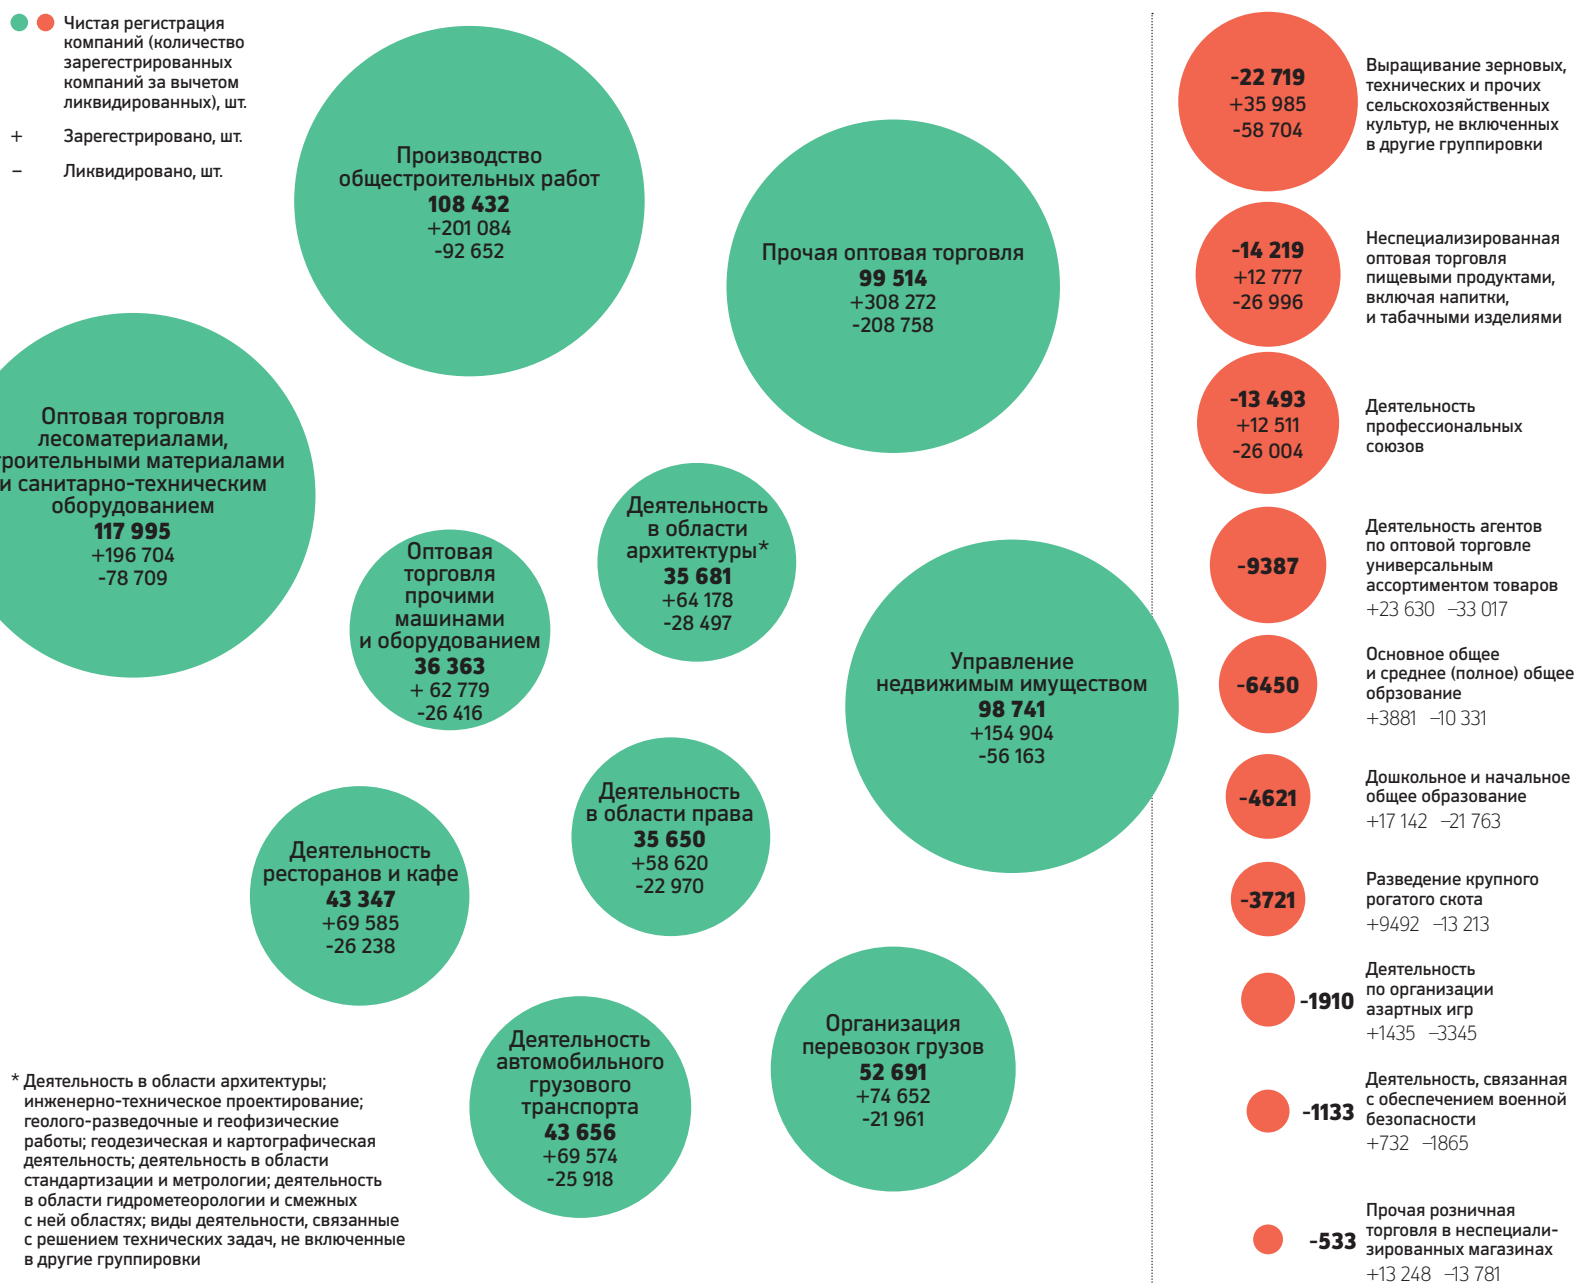 Чистая регистрация
компаний (количество
зарегестрированных
компаний за вычетом
ликвидированных), шт.
+ Зарегестрировано, шт.
– Ликвидировано, шт.
Производство
общестроительных работ
108 432
+201 084
-92 652
Прочая оптовая торговля
99 514
+308 272
-208 758
Оптовая торговля
лесоматериалами,
троительными материалами
и санитарно-техническим
оборудованием
117 995
+196 704
-78 709
Деятельность
в области
архитектуры*
35 681
+64 178
-28 497
Оптовая
торговля
прочими
машинами
и оборудованием
36 363
+ 62 779
-26 416
Управление
недвижимым имуществом
98 741
+154 904
-56 163
Деятельность
в области права
35 650
+58 620
-22 970
Деятельность
ресторанов и кафе
43 347
+69 585
-26 238
Организация
перевозок грузов
52 691
+74 652
-21 961
Деятельность
автомобильного
грузового
транспорта
43 656
+69 574
-25 918
* Деятельность в области архитектуры;
инженерно-техническое проектирование;
геолого-разведочные и геофизические
работы; геодезическая и картографическая
деятельность; деятельность в области
стандартизации и метрологии; деятельность
в области гидрометеорологии и смежных
с ней областях; виды деятельности, связанные
с решением технических задач, не включенные
в другие группировки
-22 719
+35 985
-58 704
Выращивание зерновых,
технических и прочих
сельскохозяйственных
культур, не включенных
в другие группировки
-14 219
+12 777
-26 996
Неспециализированная
оптовая торговля
пищевыми продуктами,
включая напитки,
и табачными изделиями
-13 493
+12 511
-26 004
Деятельность
профессиональных
союзов
-9387
Деятельность агентов
по оптовой торговле
универсальным
ассортиментом товаров
+23 630 –33 017
-6450
Основное общее
и среднее (полное) общее
обрзование
+3881 –10 331
-4621
Дошкольное и начальное
общее образование
+17 142 –21 763
-3721
Разведение крупного
рогатого скота
+9492 –13 213
-1910
Деятельность
по организации
азартных игр
+1435 –3345
-1133
Деятельность, связанная
с обеспечением военной
безопасности
+732 –1865
-533
Прочая розничная
торговля в неспециали-
зированных магазинах
+13 248 –13 781